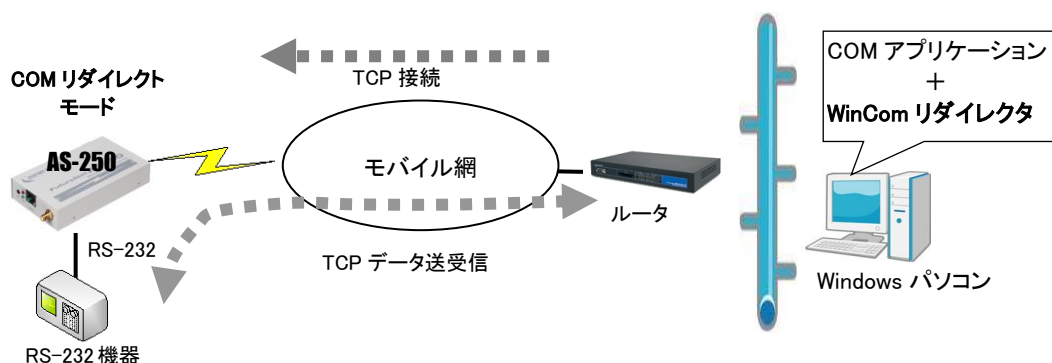 TCP 接続
COM リダイレクト
モード
AS-250
モバイル網
ルータ
COM アプリケーション
+
WinCom リダイレクタ
RS-232
TCP データ送受信
Windows パソコン
RS-232 機器